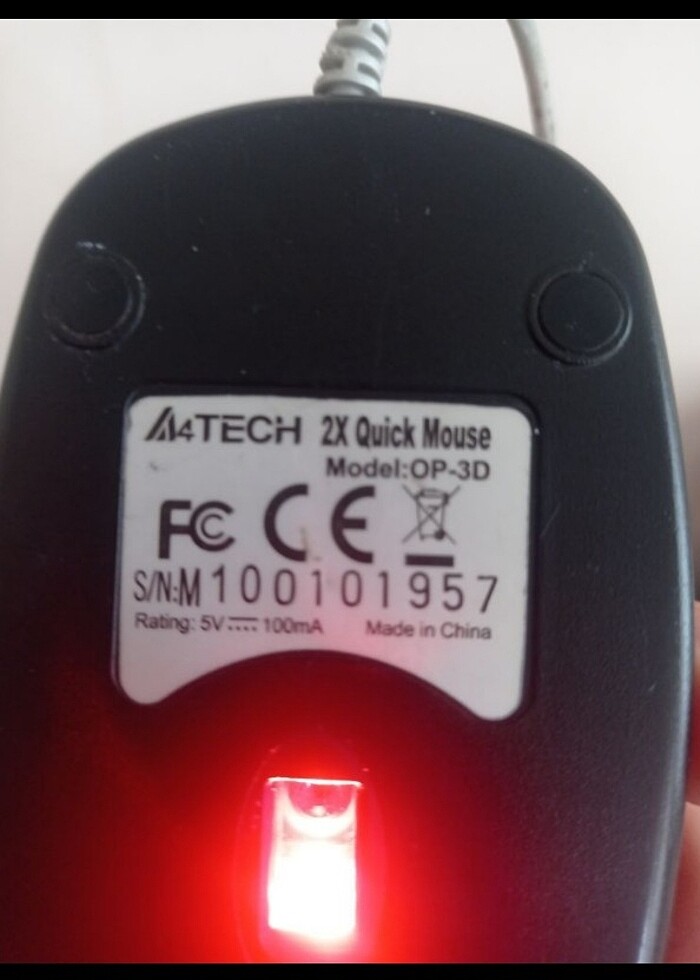 A4TECH 2X Quick Mouse
Model:OP-3D
FC CE
S/N:M100101957
Rating: 5V 100mA Made in China